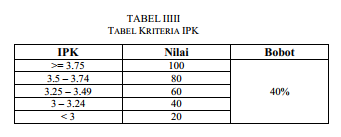 TABEL IIIII
TABEL KRITERIA IPK
IPK Nilai Bobot
>= 3.75 100
3.5 – 3.74 80
3.25 – 3.49 60 40%
3 – 3.24 40
< 3 20